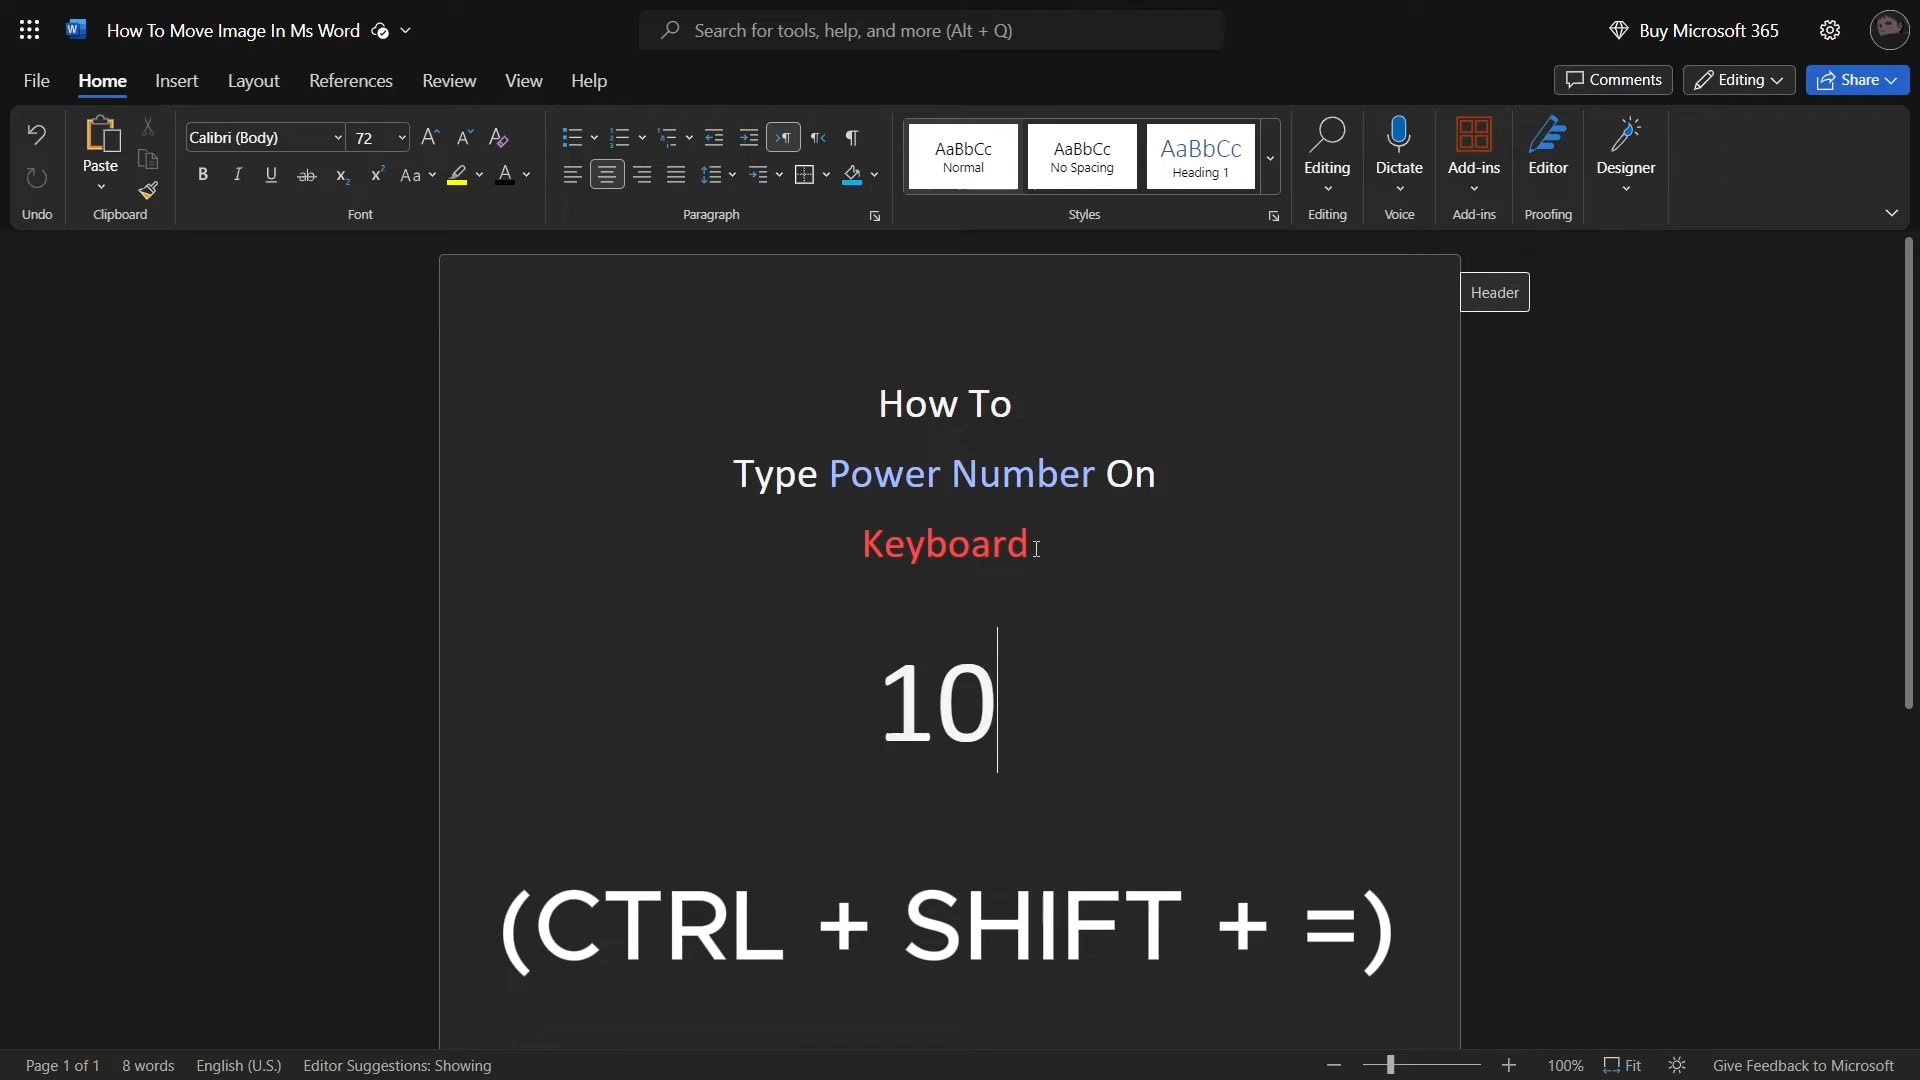 How To Move Image In Ms Word
Search for tools, help, and more (Alt + Q)
Buy Microsoft 365
File Home Insert Layout References Review View Help
Comments Editing Share
Calibri (Body) 72
Paste
B I U ab x₂ x² Aa A
AaBbCc
Normal
AaBbCc
No Spacing
AaBbCc
Heading 1
Editing
Dictate
Add-ins
Editor
Designer
Undo Clipboard Font Paragraph Styles Editing Voice Add-ins Proofing
Header
How To
Type Power Number On
Keyboard
10
(CTRL + SHIFT + =)
Page 1 of 1 8 words English (U.S.) Editor Suggestions: Showing
100% Fit Give Feedback to Microsoft